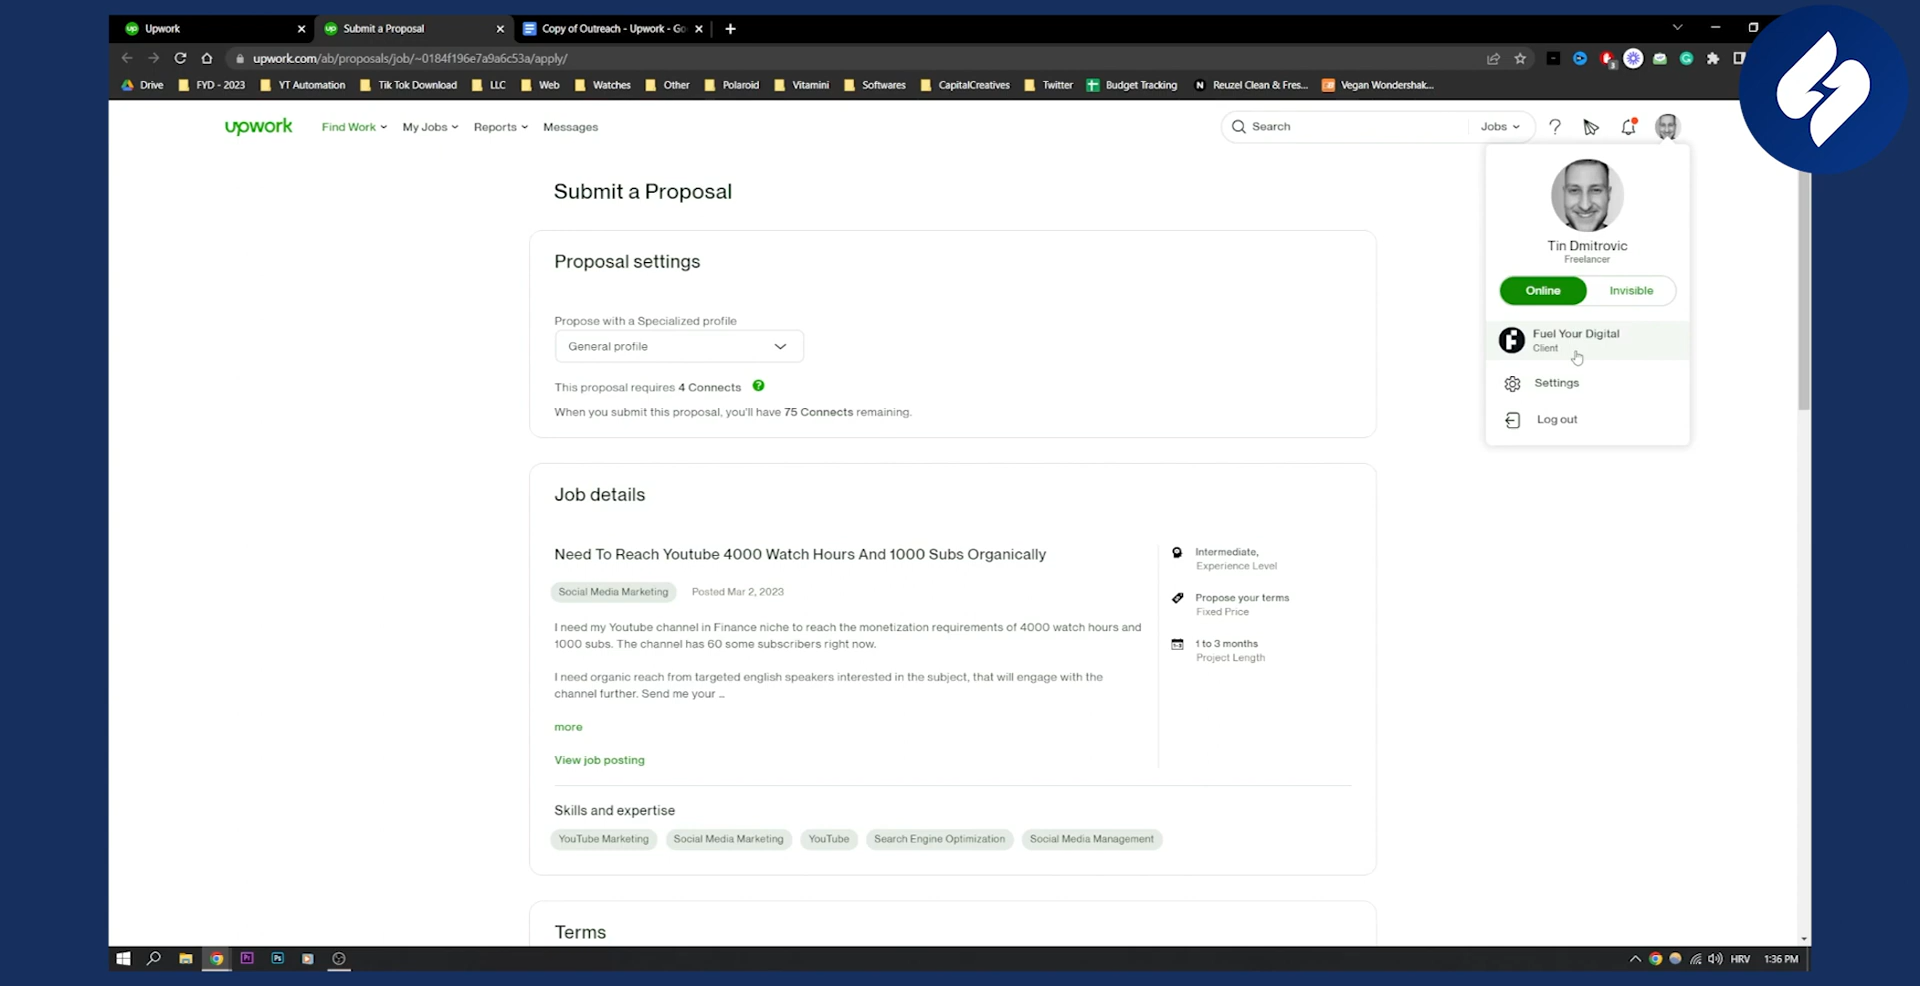 Upwork
Submit a Proposal
Copy of Outreach - Upwork - Go
upwork.com/ab/proposals/job/~0184f196e7a9a6c53a/apply/
Drive
FYD - 2023
YT Automation
Tik Tok Download
LLC
Web
Watches
Other
Polaroid
Vitamini
Softwares
CapitalCreatives
Twitter
Budget Tracking
Reuzel Clean & Fres...
Vegan Wondershak...
upwork
Find Work
My Jobs
Reports
Messages
Search
Jobs
Submit a Proposal
Tin Dmitrovic
Freelancer
Online
Invisible
Fuel Your Digital
Client
Settings
Log out
Proposal settings
Propose with a Specialized profile
General profile
This proposal requires 4 Connects ?
When you submit this proposal, you'll have 75 Connects remaining.
Job details
Need To Reach Youtube 4000 Watch Hours And 1000 Subs Organically
Social Media Marketing
Posted Mar 2, 2023
I need my Youtube channel in Finance niche to reach the monetization requirements of 4000 watch hours and
1000 subs. The channel has 60 some subscribers right now.
I need organic reach from targeted english speakers interested in the subject, that will engage with the
channel further. Send me your ...
more
View job posting
Intermediate,
Experience Level
Propose your terms
Fixed Price
1 to 3 months
Project Length
Skills and expertise
YouTube Marketing
Social Media Marketing
YouTube
Search Engine Optimization
Social Media Management
Terms
HRV
1:36 PM